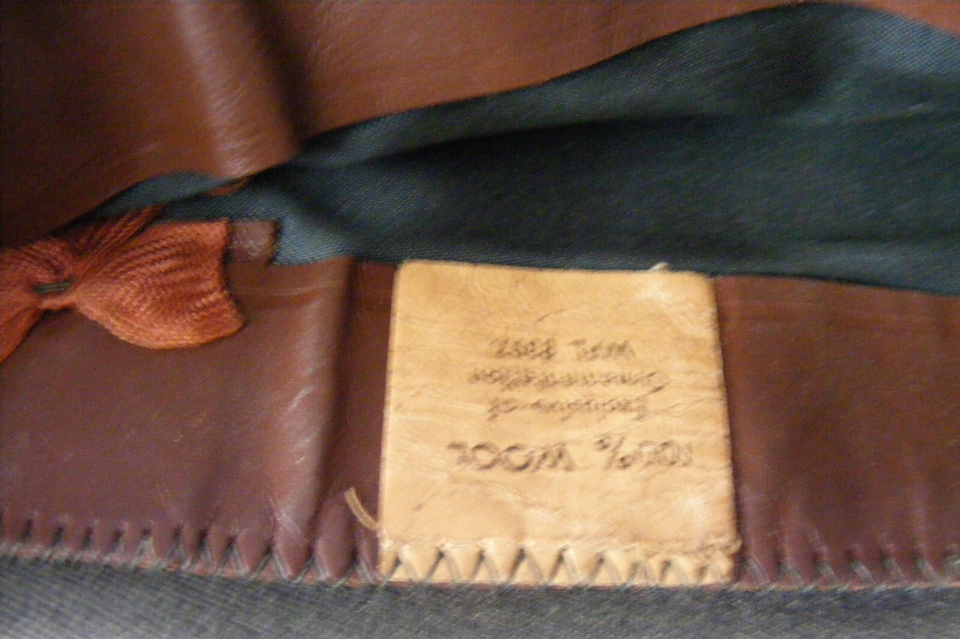 100% WOOL
Exclusive of
Ornamentation
WPL